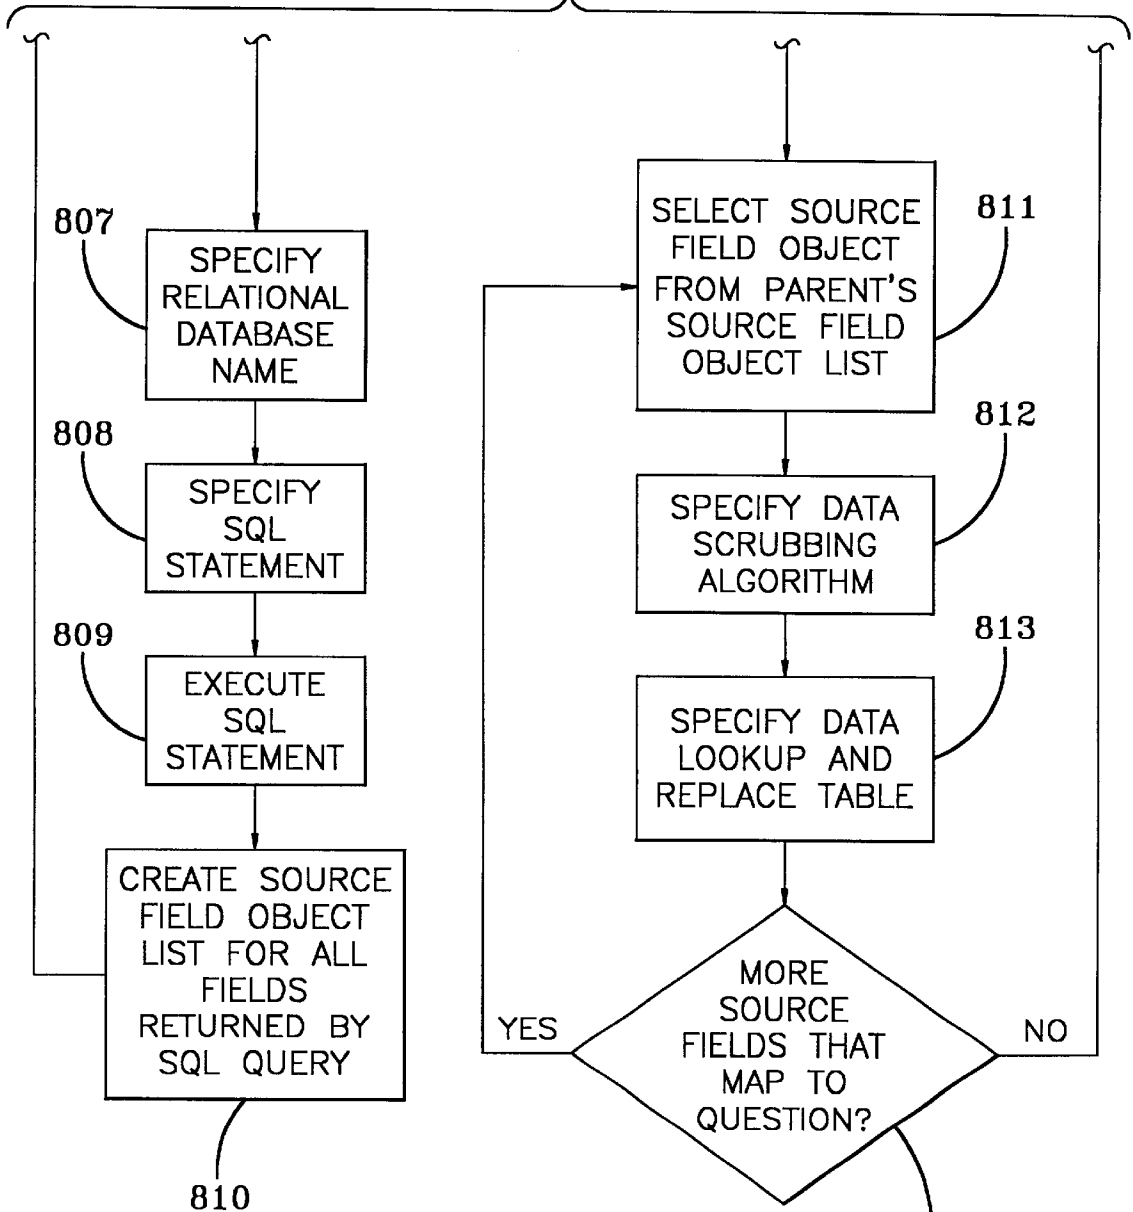 807
SPECIFY
RELATIONAL
DATABASE
NAME
808
SPECIFY
SQL
STATEMENT
809
EXECUTE
SQL
STATEMENT
CREATE SOURCE
FIELD OBJECT
LIST FOR ALL
FIELDS
RETURNED BY
SQL QUERY
810
811
SELECT SOURCE
FIELD OBJECT
FROM PARENT'S
SOURCE FIELD
OBJECT LIST
812
SPECIFY DATA
SCRUBBING
ALGORITHM
813
SPECIFY DATA
LOOKUP AND
REPLACE TABLE
MORE
SOURCE
FIELDS THAT
MAP TO
QUESTION?
YES
NO